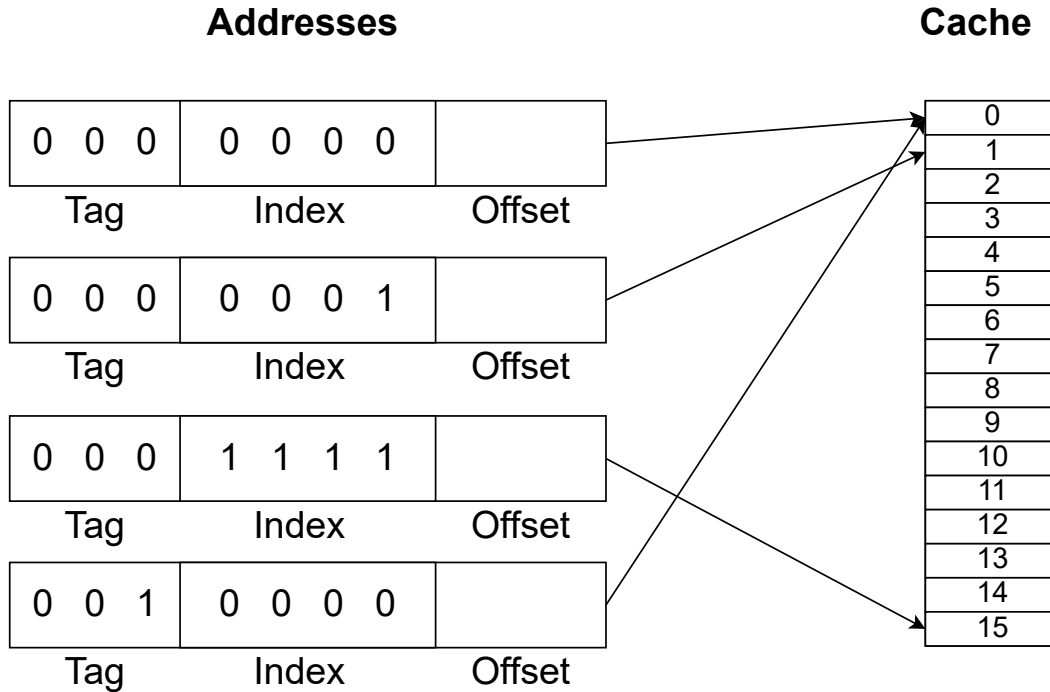 Addresses
Cache
0 0 0 0 0 0 0
Tag Index Offset
0 0 0 0 0 0 1
Tag Index Offset
0 0 0 1 1 1 1
Tag Index Offset
0 0 1 0 0 0 0
Tag Index Offset
0
1
2
3
4
5
6
7
8
9
10
11
12
13
14
15